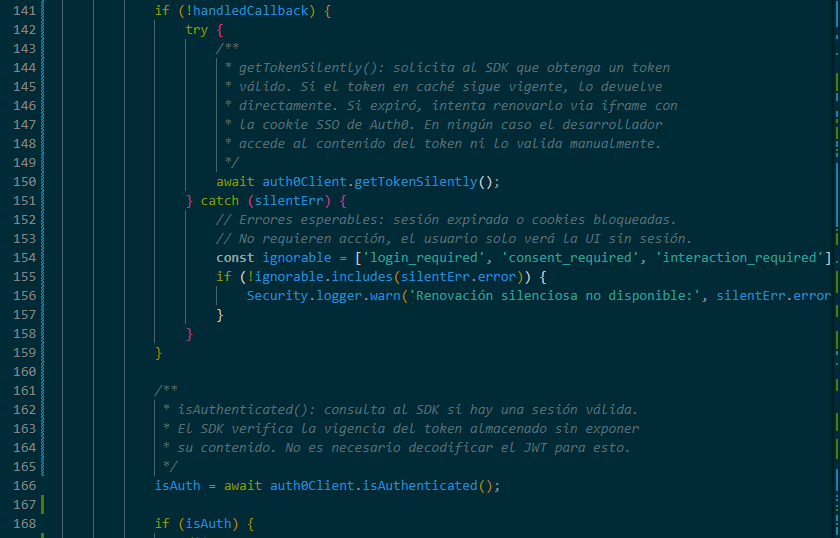 141 if (!handledCallback) {
142 try {
143 /**
144 * getTokenSilently(): solicita al SDK que obtenga un token
145 * válido. Si el token en caché sigue vigente, lo devuelve
146 * directamente. Si expiró, intenta renovarlo via iframe con
147 * la cookie SSO de Auth0. En ningún caso el desarrollador
148 * accede al contenido del token ni lo valida manualmente.
149 */
150 await auth0Client.getTokenSilently();
151 } catch (silentErr) {
152 // Errores esperables: sesión expirada o cookies bloqueadas.
153 // No requieren acción, el usuario solo verá la UI sin sesión.
154 const ignorable = ['login_required', 'consent_required', 'interaction_required']
155 if (!ignorable.includes(silentErr.error)) {
156 Security.logger.warn('Renovación silenciosa no disponible:', silentErr.error
157 }
158 }
159 }
160
161 /**
162 * isAuthenticated(): consulta al SDK si hay una sesión válida.
163 * El SDK verifica la vigencia del token almacenado sin exponer
164 * su contenido. No es necesario decodificar el JWT para esto.
165 */
166 isAuth = await auth0Client.isAuthenticated();
167
168 if (isAuth) {